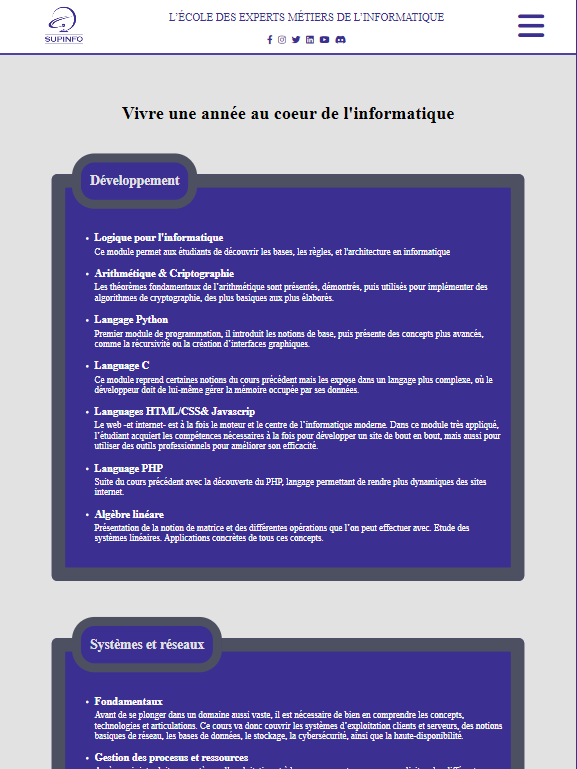 SUPINFO
L'ÉCOLE DES EXPERTS MÉTIERS DE L'INFORMATIQUE
Vivre une année au coeur de l'informatique
Développement
• Logique pour l'informatique
Ce module permet aux étudiants de découvrir les bases, les règles, et l'architecture en informatique
• Arithmétique & Criptographie
Les théorèmes fondamentaux de l'arithmétique sont présentés, démontrés, puis utilisés pour implémenter des
algorithmes de cryptographie, des plus basiques aux plus élaborés.
• Langage Python
Premier module de programmation, il introduit les notions de base, puis présente des concepts plus avancés,
comme la récursivité ou la création d'interfaces graphiques.
• Language C
Ce module reprend certaines notions du cours précédent mais les expose dans un langage plus complexe, où le
développeur doit de lui-même gérer la mémoire occupée par ses données.
• Languages HTML/CSS& Javascrip
Le web -et internet- est à la fois le moteur et le centre de l'informatique moderne. Dans ce module très appliqué,
l'étudiant acquiert les compétences nécessaires à la fois pour développer un site de bout en bout, mais aussi pour
utiliser des outils professionnels pour améliorer son efficacité.
• Language PHP
Suite du cours précédent avec la découverte du PHP, langage permettant de rendre plus dynamiques des sites
internet.
• Algèbre linéare
Présentation de la notion de matrice et des différentes opérations que l'on peut effectuer avec. Etude des
systèmes linéaires. Applications concrètes de tous ces concepts.
Systèmes et réseaux
• Fondamentaux
Avant de se plonger dans un domaine aussi vaste, il est nécessaire de bien en comprendre les concepts,
technologies et articulations. Ce cours va donc couvrir les systèmes d'exploitation clients et serveurs, des notions
basiques de réseau, les bases de données, le stockage, la cybersécurité, ainsi que la haute-disponibilité.
• Gestion des procesus et ressources